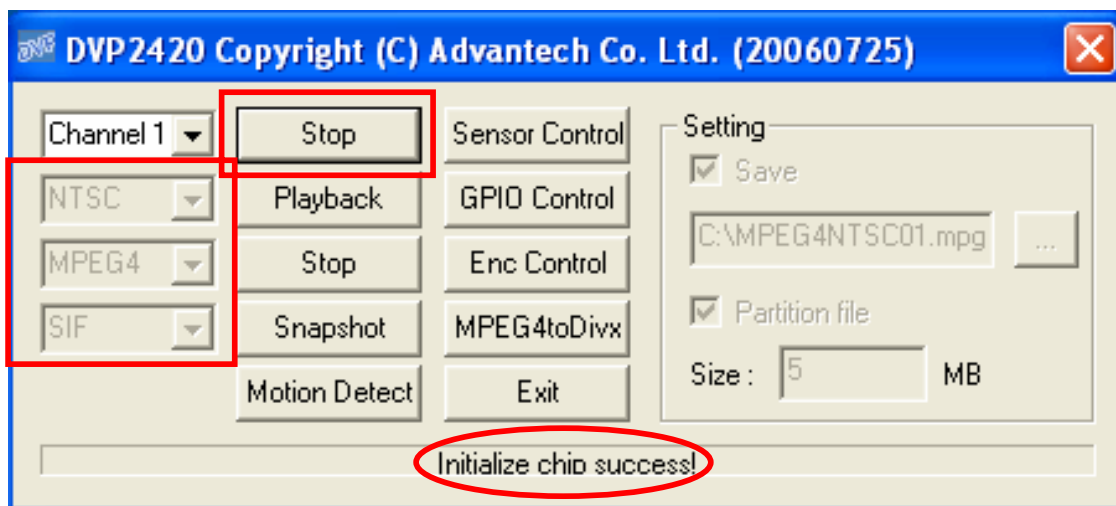 DVP2420 Copyright (C) Advantech Co. Ltd. (20060725)
Channel 1
Stop
Sensor Control
Setting
NTSC
Playback
GPIO Control
Save
MPEG4
Stop
Enc Control
C:\MPEG4NTSC01.mpg
...
SIF
Snapshot
MPEG4toDivx
Partition file
Motion Detect
Exit
Size : 5 MB
Initialize chip success!